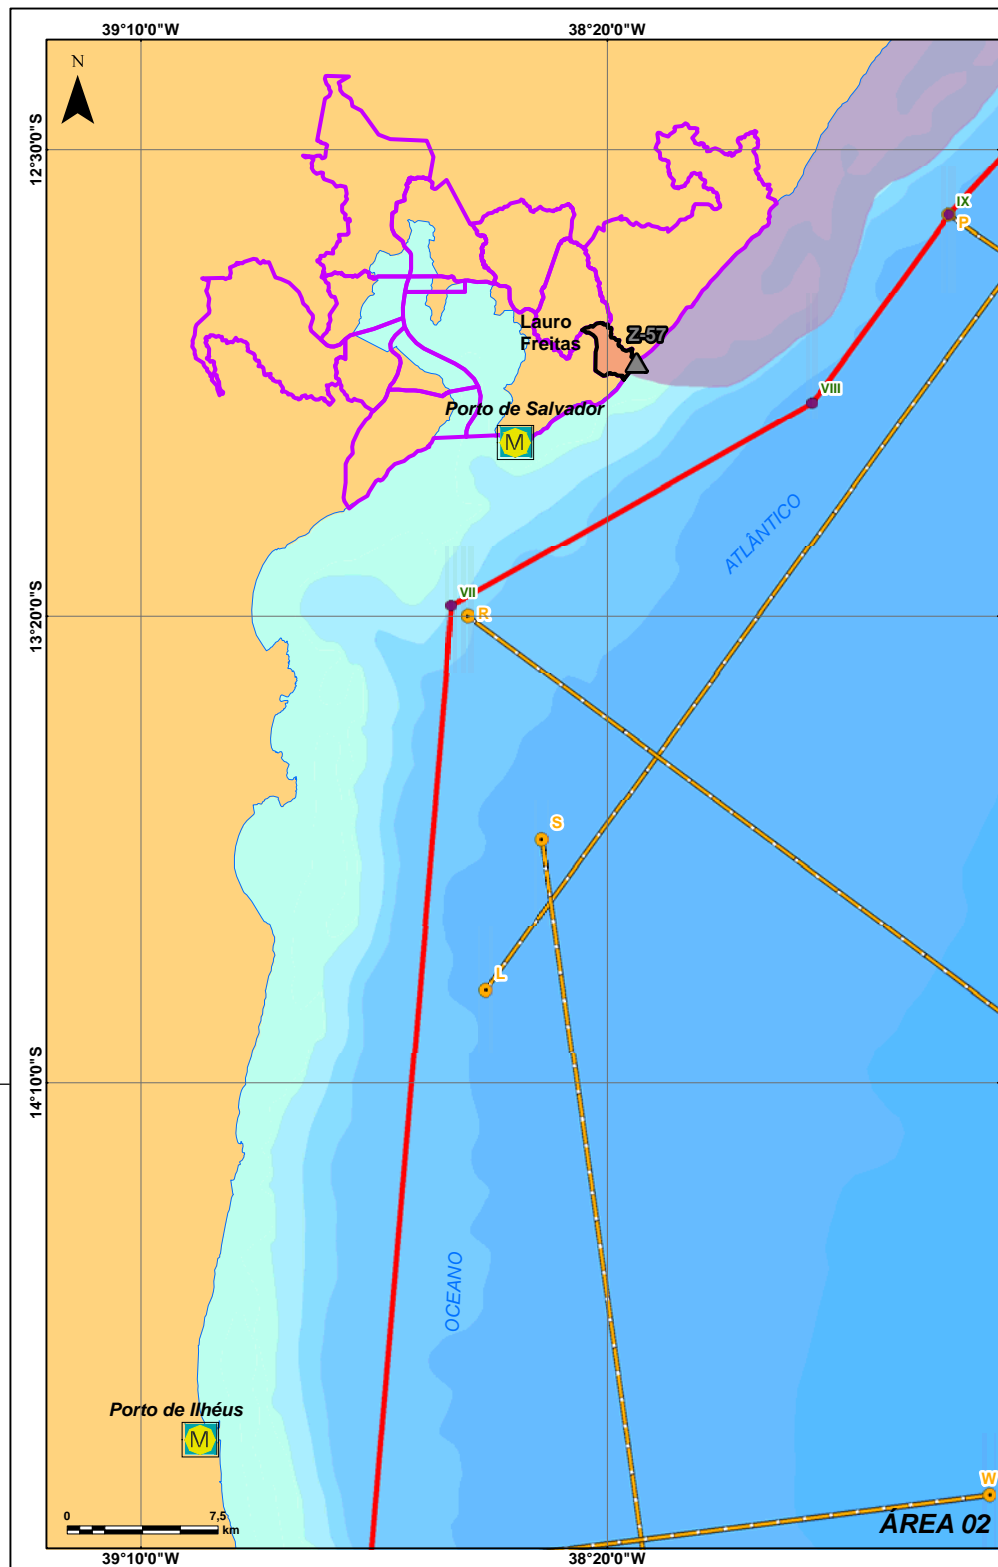 39°10'0"W
38°20'0"W
N
12°30'0"S
IX
P
Lauro
Freitas
Z-57
VIII
Porto de Salvador
M
ATLÂNTICO
VII
R
13°20'0"S
S
L
14°10'0"S
OCEANO
Porto de Ilhéus
M
W
0
7,5
km
ÁREA 02
39°10'0"W
38°20'0"W